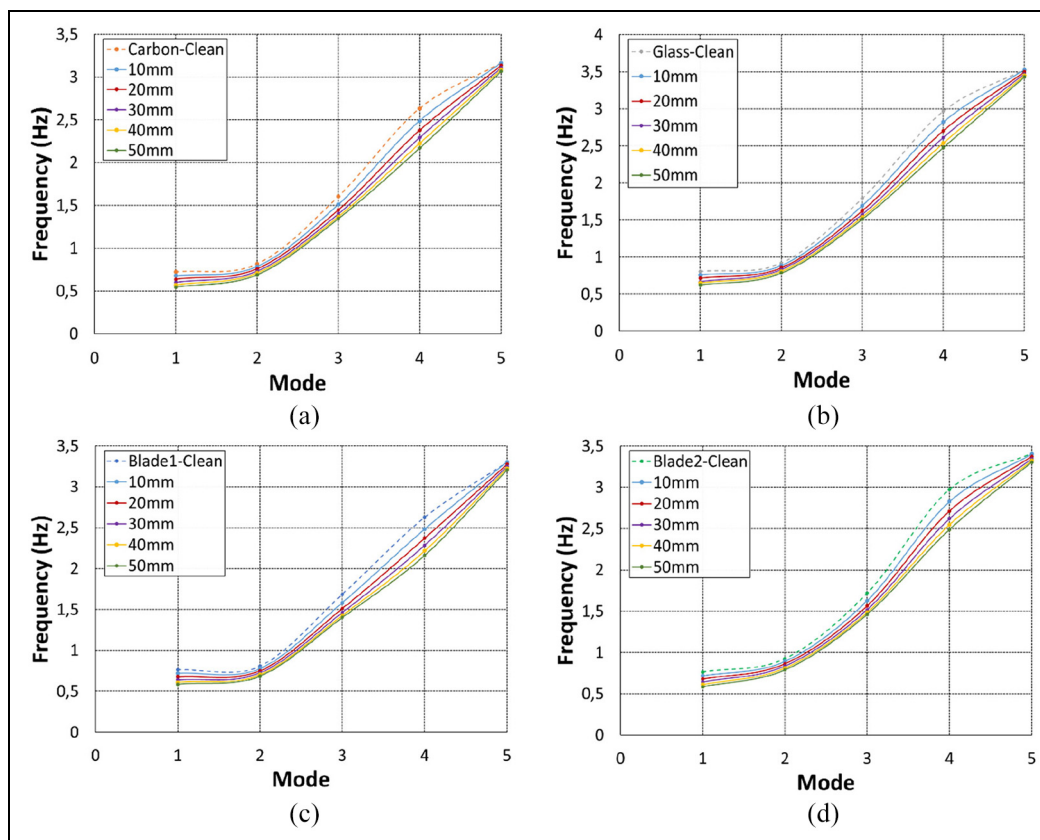 3,5
3
2,5
2
1,5
1
0,5
0
Frequency (Hz)
Carbon-Clean
10mm
20mm
30mm
40mm
50mm
0 1 2 3 4 5
Mode
(a)
4
3,5
3
2,5
2
1,5
1
0,5
0
Frequency (Hz)
Glass-Clean
10mm
20mm
30mm
40mm
50mm
0 1 2 3 4 5
Mode
(b)
3,5
3
2,5
2
1,5
1
0,5
0
Frequency (Hz)
Blade1-Clean
10mm
20mm
30mm
40mm
50mm
0 1 2 3 4 5
Mode
(c)
3,5
3
2,5
2
1,5
1
0,5
0
Frequency (Hz)
Blade2-Clean
10mm
20mm
30mm
40mm
50mm
0 1 2 3 4 5
Mode
(d)